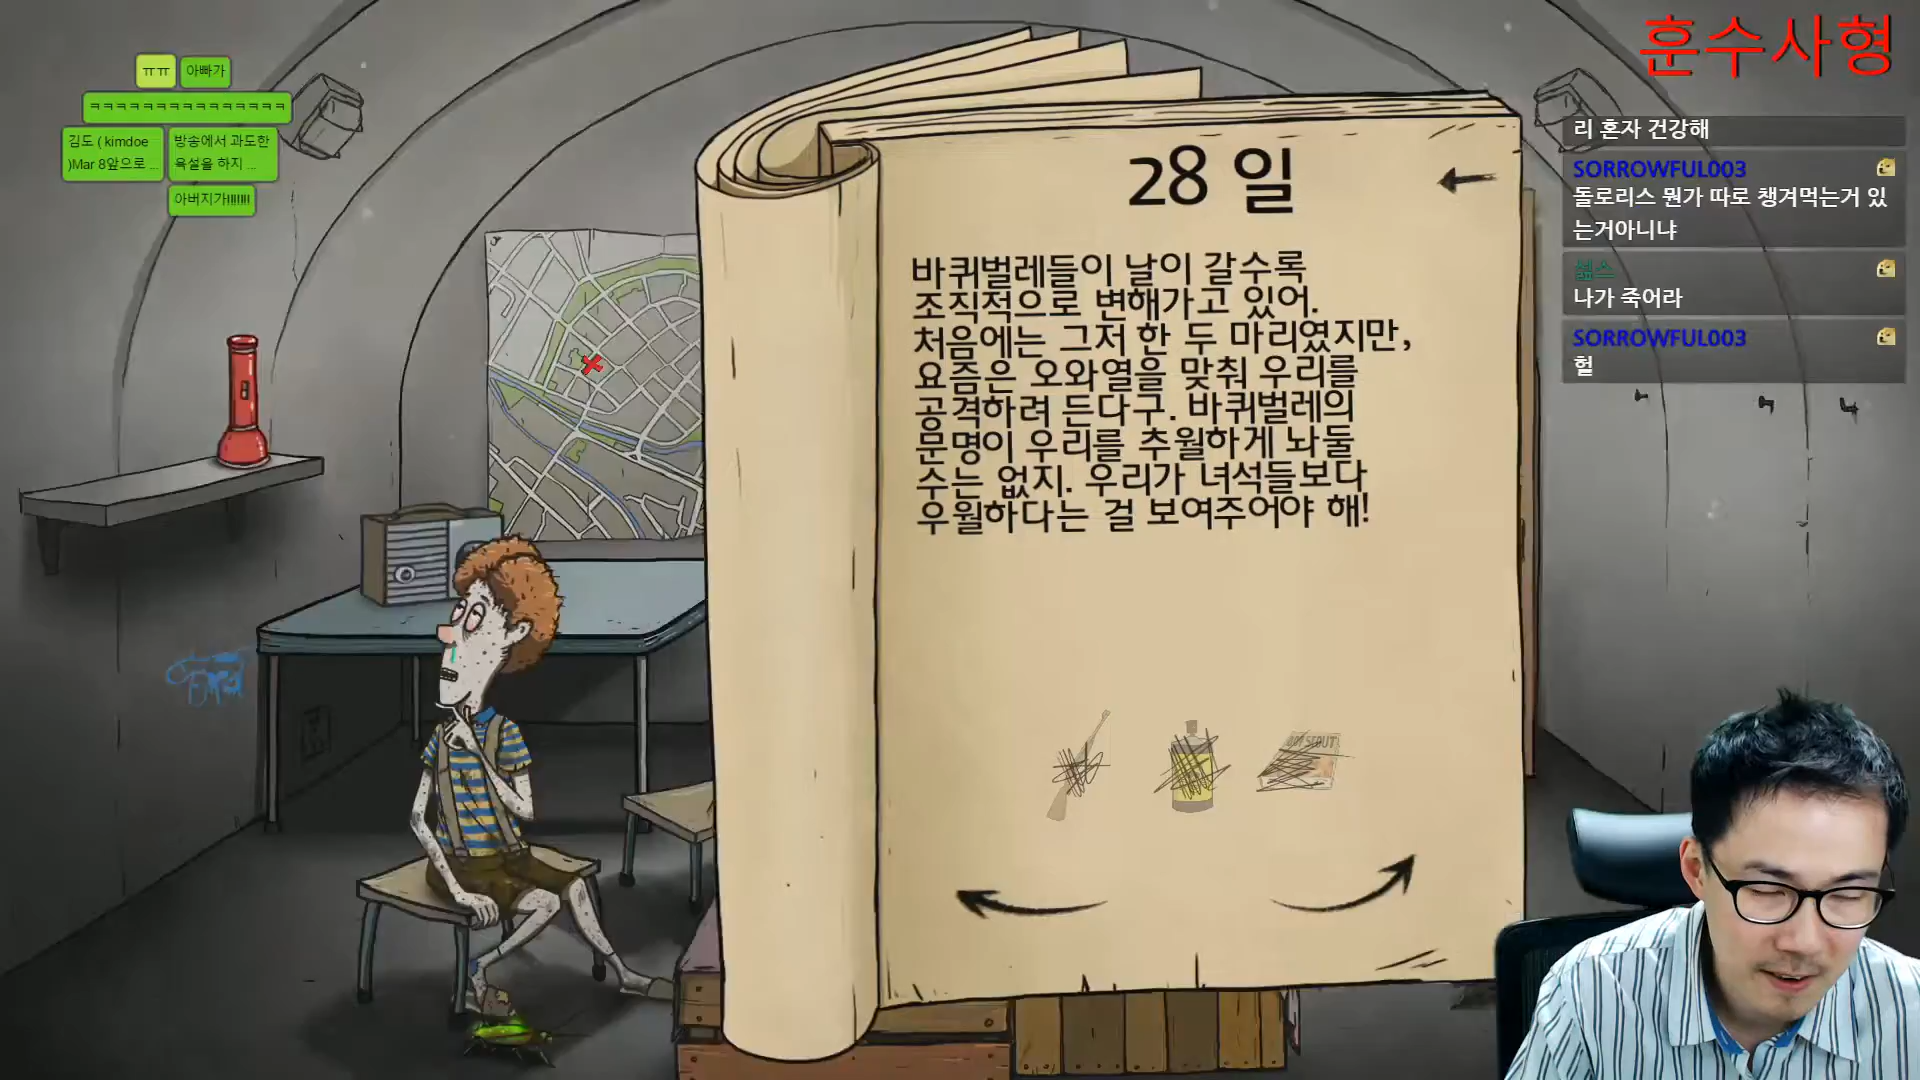 훈수사형
ㅠㅠ
아빠가
ㅋㅋㅋㅋㅋㅋㅋㅋㅋㅋㅋㅋㅋㅋㅋ
김도 ( kimdoe
)Mar 8앞으로 ...
방송에서 과도한
욕설을 하지 ...
아버지가!!!!!!!
28 일
바퀴벌레들이 날이 갈수록
조직적으로 변해가고 있어.
처음에는 그저 한 두 마리였지만,
요즘은 오와열을 맞춰 우리를
공격하려 든다구. 바퀴벌레의
문명이 우리를 추월하게 놔둘
수는 없지. 우리가 녀석들보다
우월하다는 걸 보여주어야 해!
리 혼자 건강해
SORROWFUL003
돌로리스 뭔가 따로 챙겨먹는거 있
는거아니냐
나가 죽어라
SORROWFUL003
헐